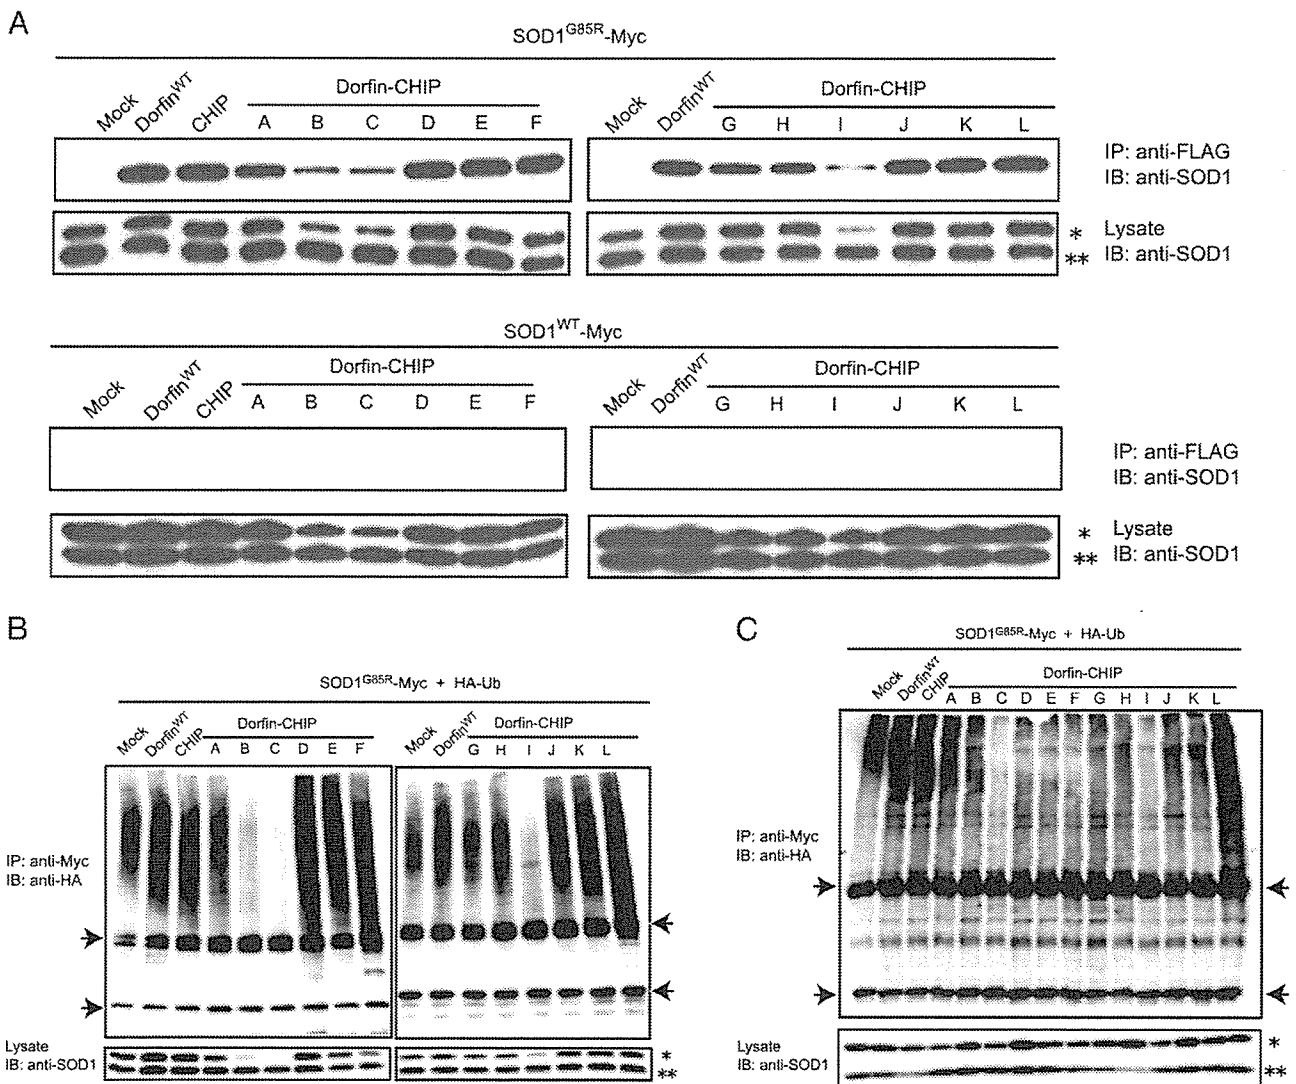 A
SOD1G85R-Myc
Mock DorfinWT CHIP Dorfin-CHIP
A B C D E F
Mock DorfinWT Dorfin-CHIP
G H I J K L
IP: anti-FLAG
IB: anti-SOD1
* Lysate
** IB: anti-SOD1
SOD1WT-Myc
Mock DorfinWT CHIP Dorfin-CHIP
A B C D E F
Mock DorfinWT Dorfin-CHIP
G H I J K L
IP: anti-FLAG
IB: anti-SOD1
* Lysate
** IB: anti-SOD1
B
SOD1G85R-Myc + HA-Ub
Mock DorfinWT CHIP Dorfin-CHIP
A B C D E F
Mock DorfinWT Dorfin-CHIP
G H I J K L
IP: anti-Myc
IB: anti-HA
Lysate *
IB: anti-SOD1 **
C
SOD1G85R-Myc + HA-Ub
Mock DorfinWT CHIP Dorfin-CHIP
A B C D E F G H I J K L
IP: anti-Myc
IB: anti-HA
Lysate *
IB: anti-SOD1 **